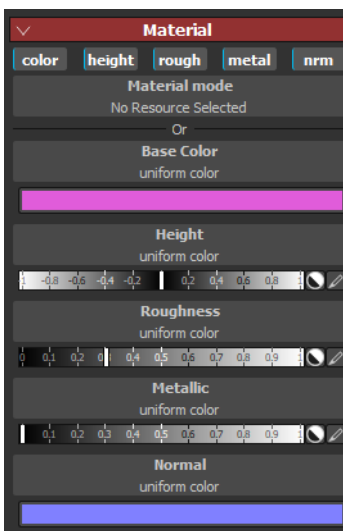 Material
color height rough metal nrm
Material mode
No Resource Selected
Or
Base Color
uniform color
Height
uniform color
-0.8 -0.6 -0.4 -0.2 0.2 0.4 0.6 0.8 1
Roughness
uniform color
0 0.1 0.2 0.4 0.5 0.6 0.7 0.8 0.9 1
Metallic
uniform color
0.1 0.2 0.3 0.4 0.5 0.6 0.7 0.8 0.9 1
Normal
uniform color